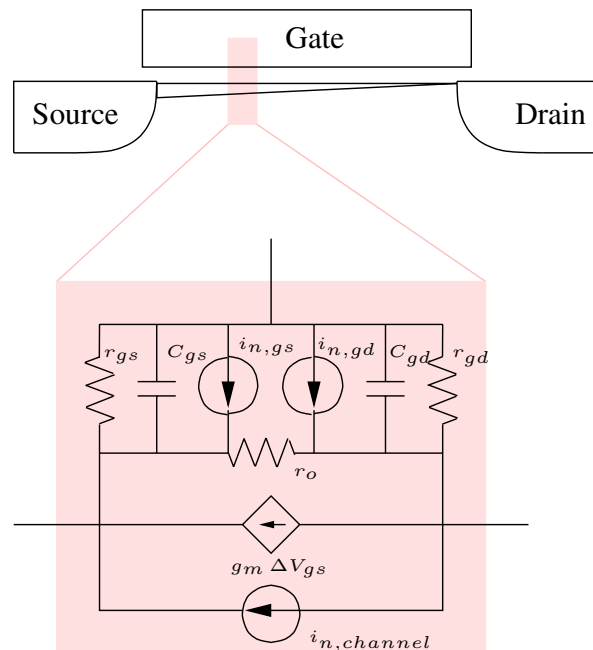 Gate
Source
Drain
r_gs
C_gs
i_n,gs
i_n,gd
C_gd
r_gd
r_o
g_m ΔV_gs
i_n,channel